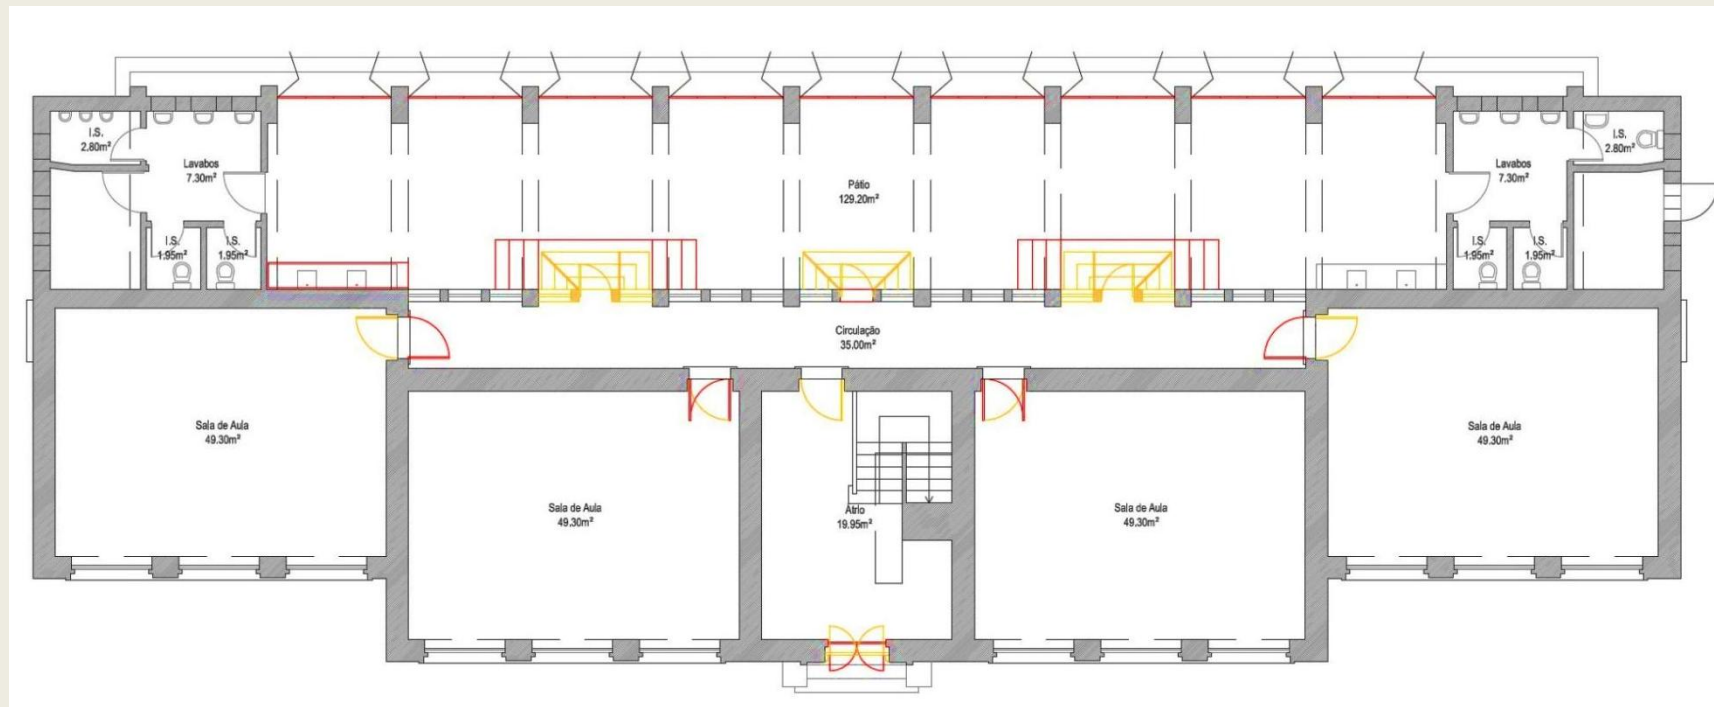 I.S.
2.80m²
Lavabos
7.30m²
I.S.
1.95m²
I.S.
1.95m²
Pátio
129.20m²
Lavabos
7.30m²
I.S.
2.80m²
I.S.
1.95m²
I.S.
1.95m²
Circulação
35.00m²
Sala de Aula
49.30m²
Sala de Aula
49.30m²
Átrio
19.95m²
Sala de Aula
49.30m²
Sala de Aula
49.30m²